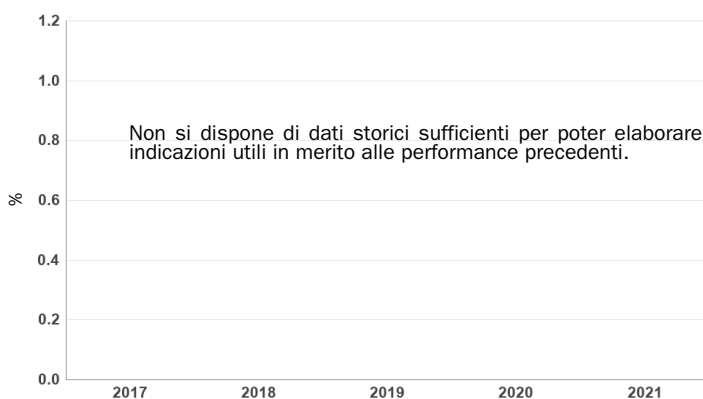 1.2
1.0
Non si dispone di dati storici sufficienti per poter elaborare
0.8
indicazioni utili in merito alle performance precedenti.
%
0.6
0.4
0.2
0.0
2017 2018 2019 2020 2021